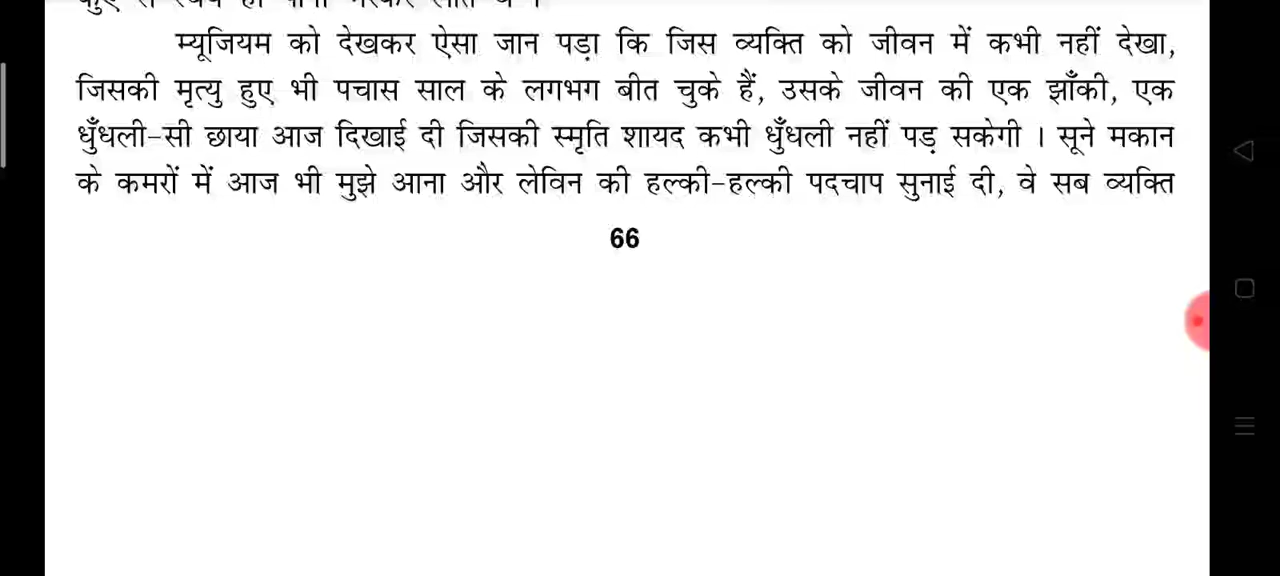 म्यूजियम को देखकर ऐसा जान पड़ा कि जिस व्यक्ति को जीवन में कभी नहीं देखा,
जिसकी मृत्यु हुए भी पचास साल के लगभग बीत चुके हैं, उसके जीवन की एक झाँकी, एक
धुँधली-सी छाया आज दिखाई दी जिसकी स्मृति शायद कभी धुँधली नहीं पड़ सकेगी । सूने मकान
के कमरों में आज भी मुझे आना और लेविन की हल्की-हल्की पदचाप सुनाई दी, वे सब व्यक्ति
66